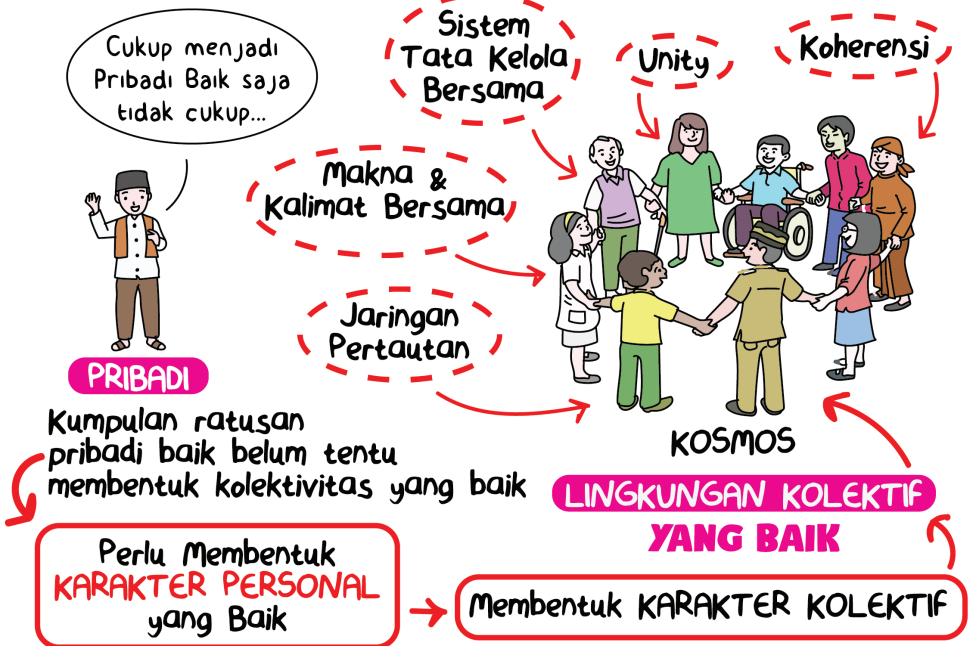 Cukup menjadi
Pribadi Baik saja
tidak cukup...
Sistem
Tata Kelola
Bersama
Unity
Koherensi
Makna &
Kalimat Bersama
Jaringan
Pertautan
PRIBADI
Kumpulan ratusan
pribadi baik belum tentu
membentuk kolektivitas yang baik
KOSMOS
LINGKUNGAN KOLEKTIF
YANG BAIK
Perlu Membentuk
KARAKTER PERSONAL
yang Baik
Membentuk KARAKTER KOLEKTIF